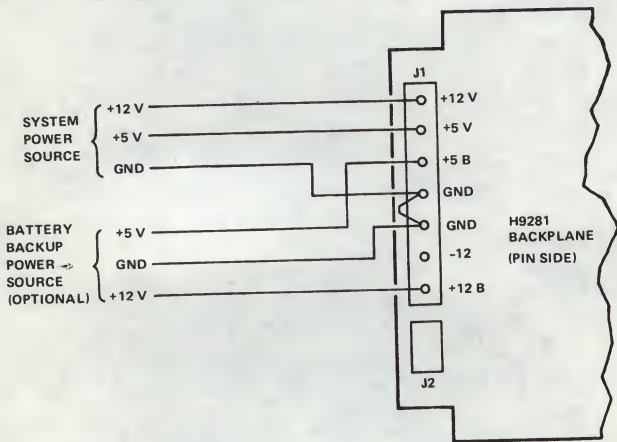 J1
SYSTEM
POWER
SOURCE
+12 V
+5 V
GND
+12 V
+5 V
+5 B
GND
GND
-12
+12 B
BATTERY
BACKUP
POWER
SOURCE
(OPTIONAL)
+5 V
GND
+12 V
H9281
BACKPLANE
(PIN SIDE)
J2